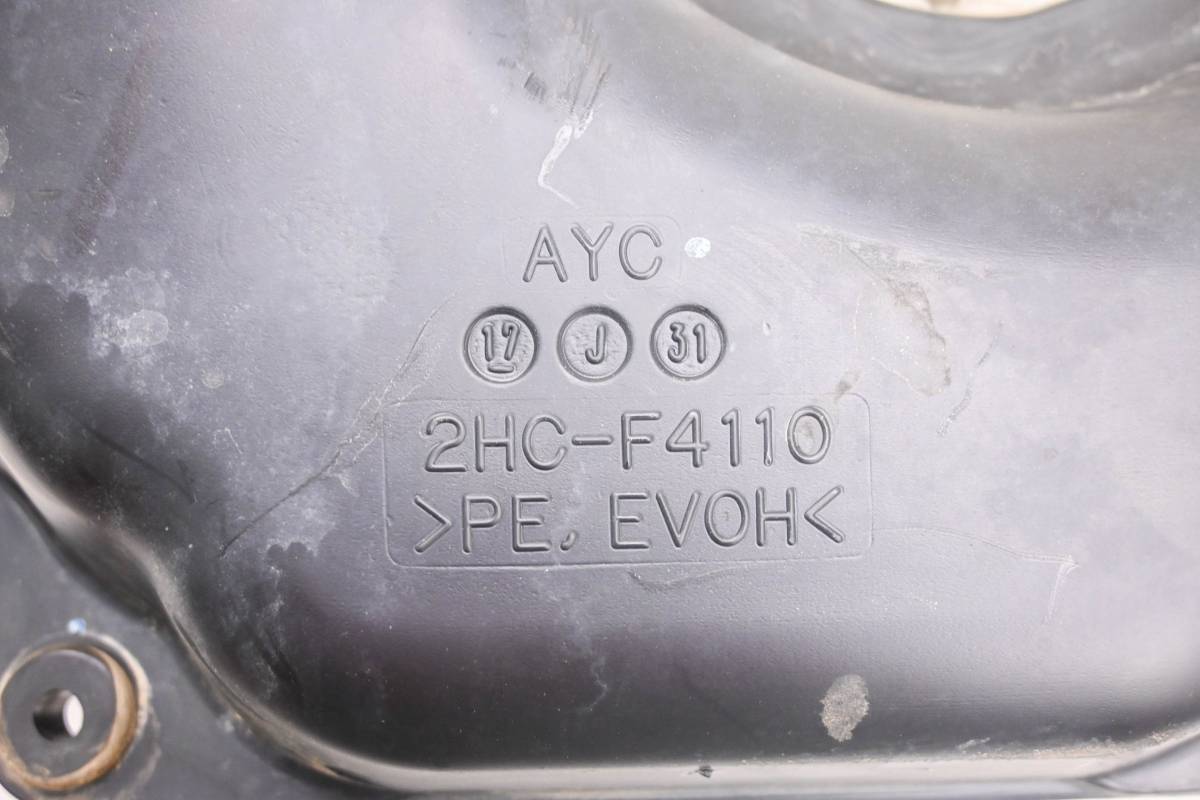 AYC
17 J 31
2HC-F4110
>PE, EVOH<